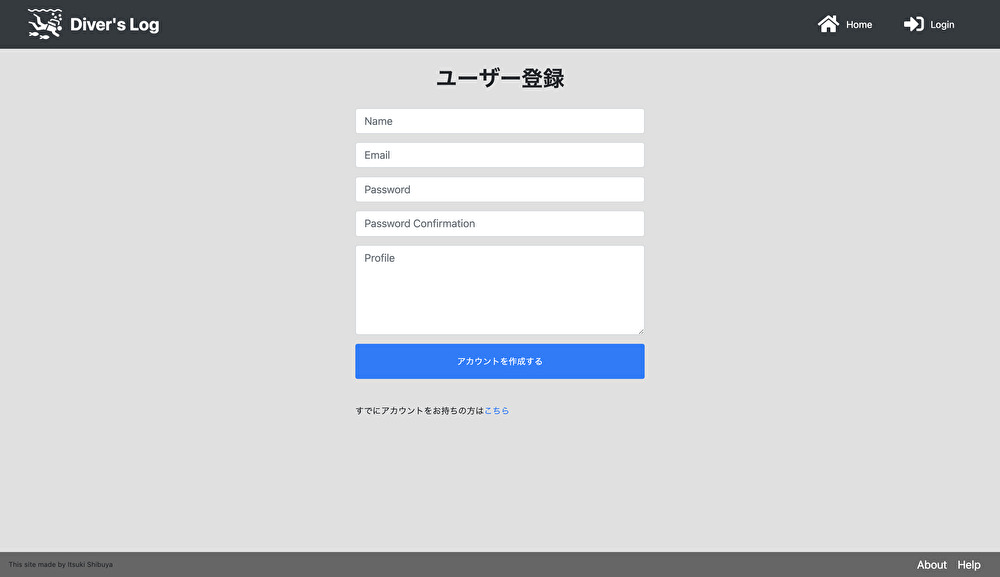 Diver's Log
Home
Login
ユーザー登録
Name
Email
Password
Password Confirmation
Profile
アカウントを作成する
すでにアカウントをお持ちの方はこちら
This site made by Itsuki Shibuya
About
Help